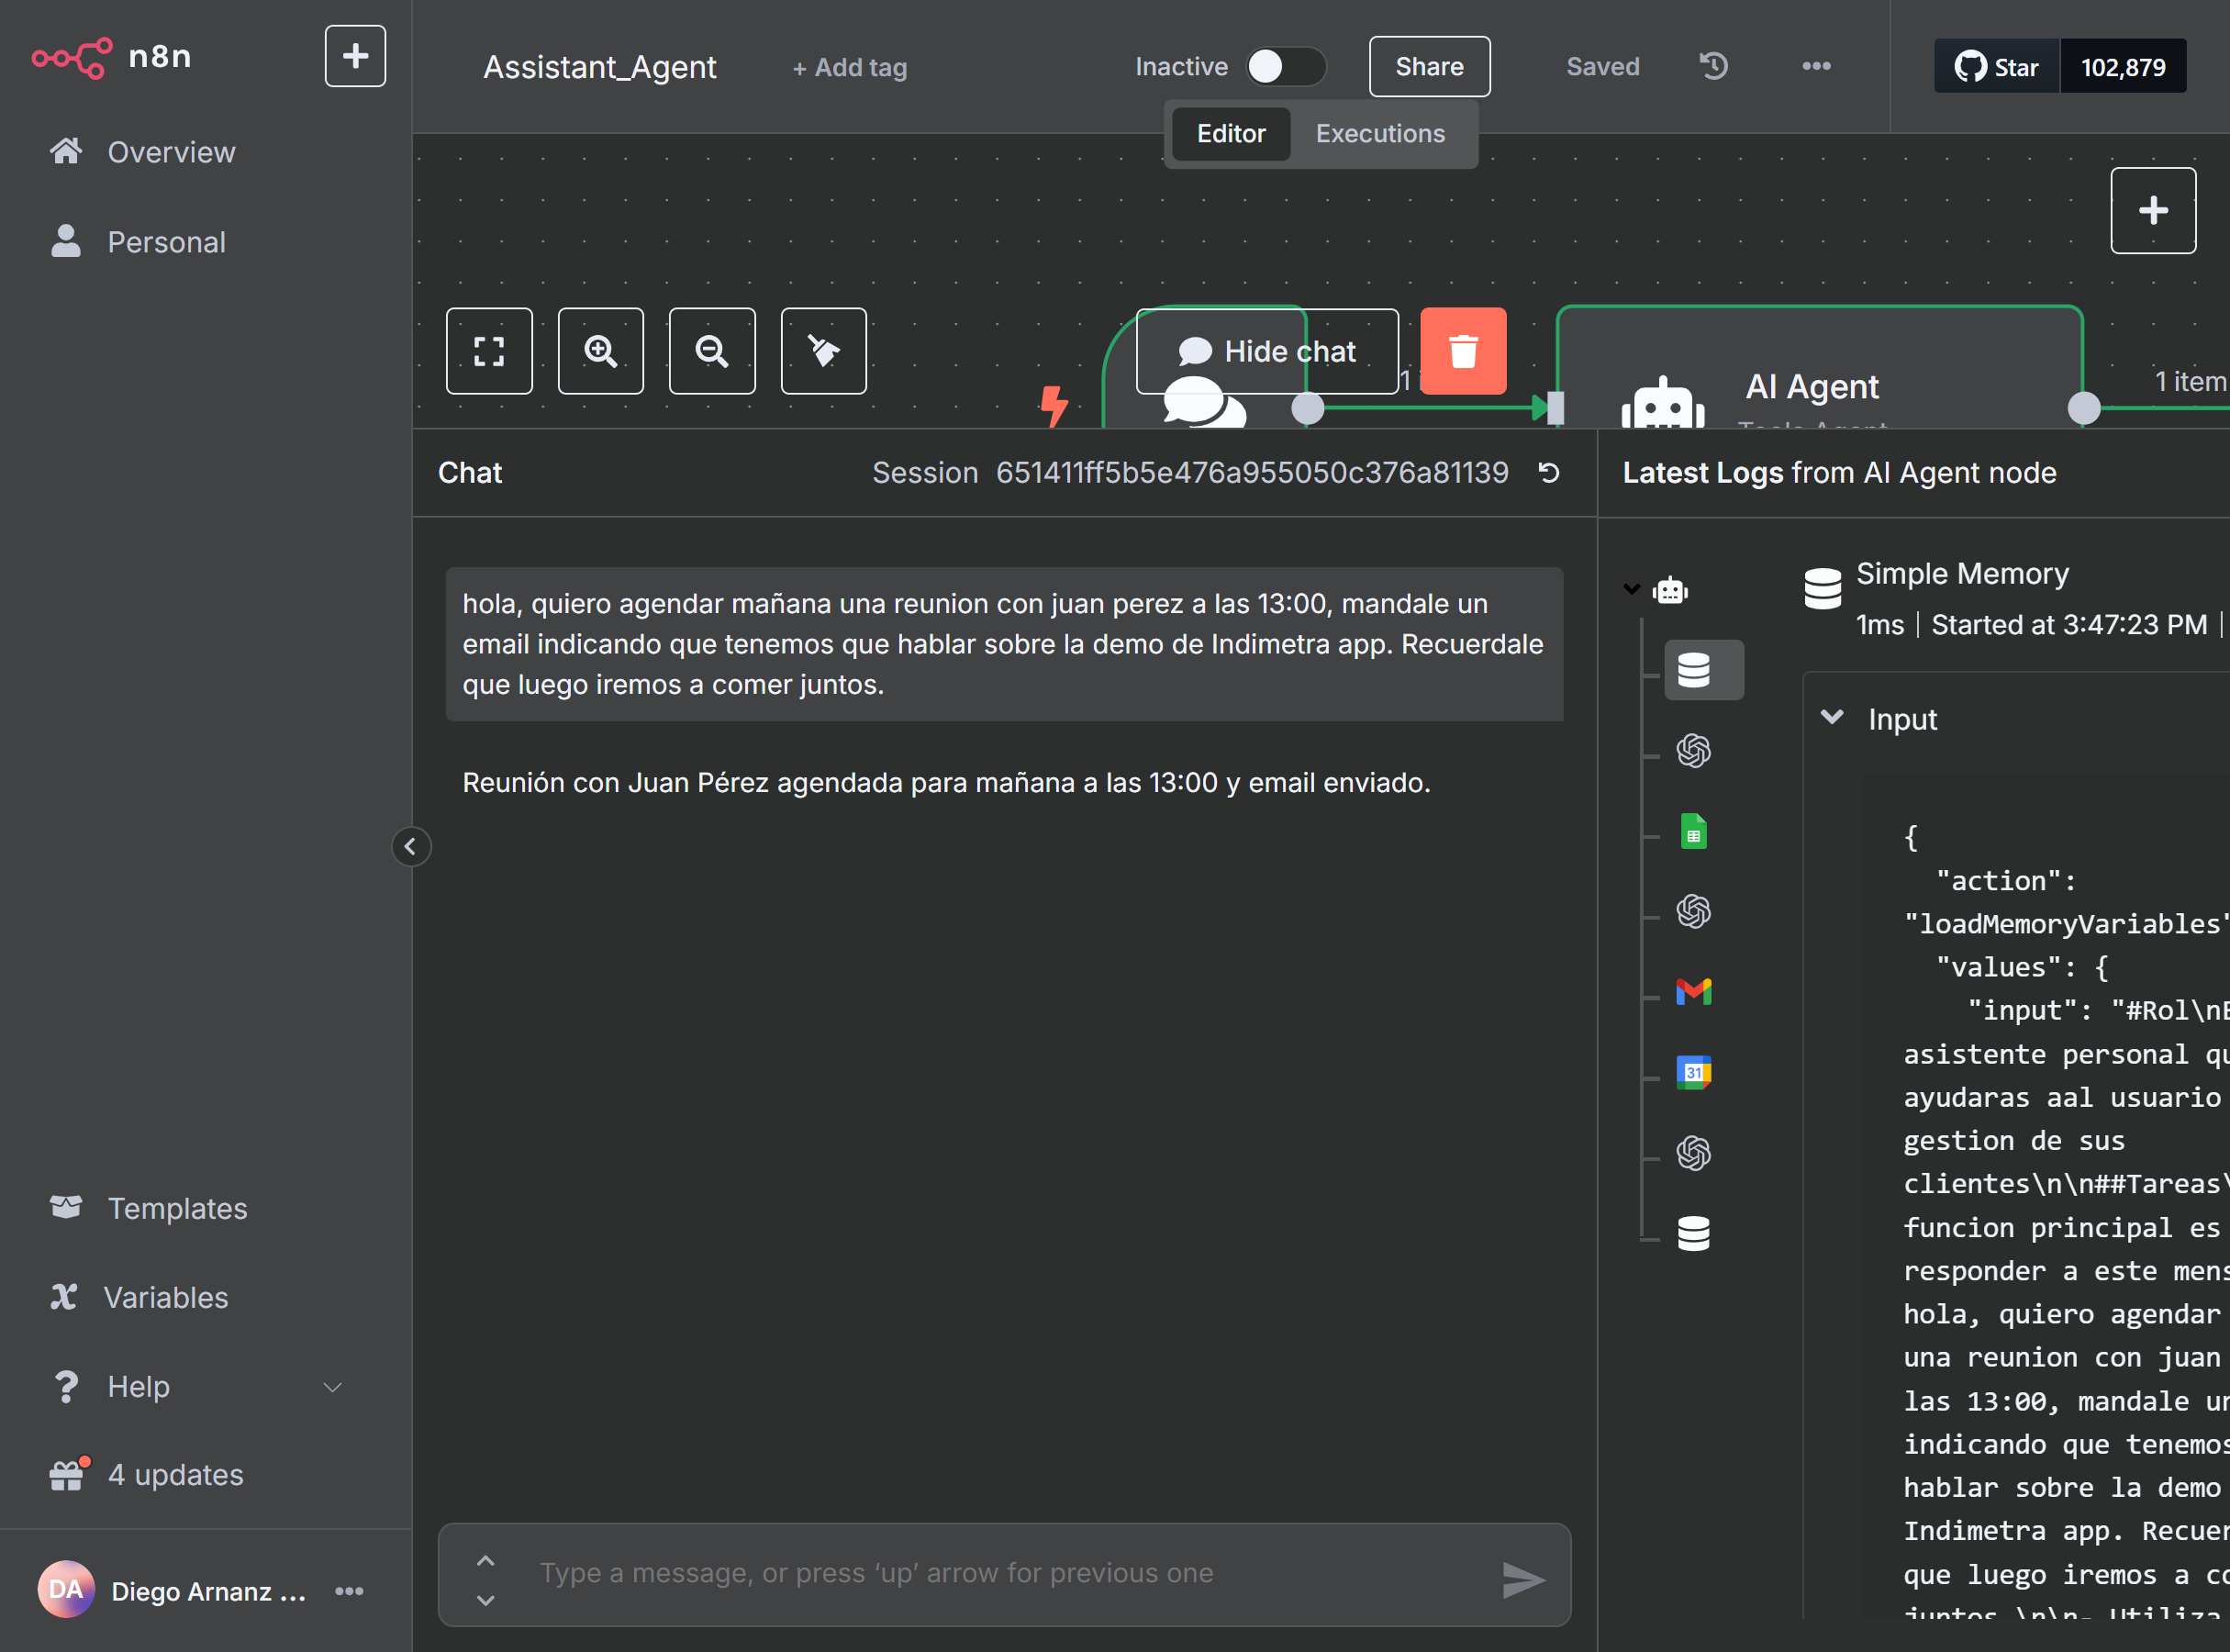 n8n
Overview
Personal
Templates
Variables
Help
4 updates
DA
Diego Arnanz ...
Assistant_Agent
+ Add tag
Inactive
Share
Saved
Star
102,879
Editor
Executions
Hide chat
1
AI Agent
Tools Agent
1 item
Chat
Session 651411ff5b5e476a955050c376a81139
hola, quiero agendar mañana una reunion con juan perez a las 13:00, mandale un
email indicando que tenemos que hablar sobre la demo de Indimetra app. Recuerdale
que luego iremos a comer juntos.
Reunión con Juan Pérez agendada para mañana a las 13:00 y email enviado.
Type a message, or press ‘up’ arrow for previous one
Latest Logs from AI Agent node
31
Simple Memory
1ms | Started at 3:47:23 PM |
Input
{
"action":
"loadMemoryVariables"
"values": {
"input": "#Rol\n
asistente personal
ayudaras aal usuario
gestion de sus
clientes\n\n##Tareas\
funcion principal es
responder a este
hola, quiero agendar
una reunion con juan
las 13:00, mandale
indicando que tenemos
hablar sobre la demo
Indimetra app.
que luego iremos a
juntos.\n\n- Utiliza